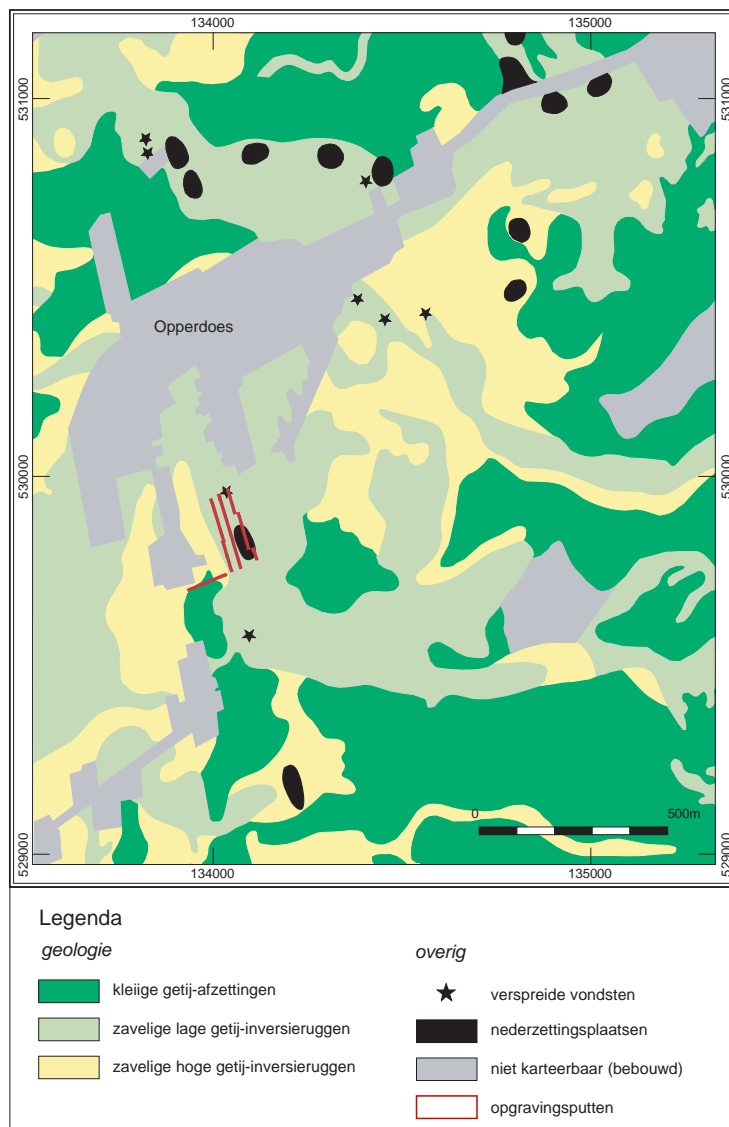 134000
135000
531000
531000
Opperdoes
530000
530000
0
500m
529000
529000
134000
135000
Legenda
geologie
kleiige getij-afzettingen
zavelige lage getij-inversieruggen
zavelige hoge getij-inversieruggen
overig
verspreide vondsten
nederzettingsplaatsen
niet karteerbaar (bebouwd)
opgravingsputten